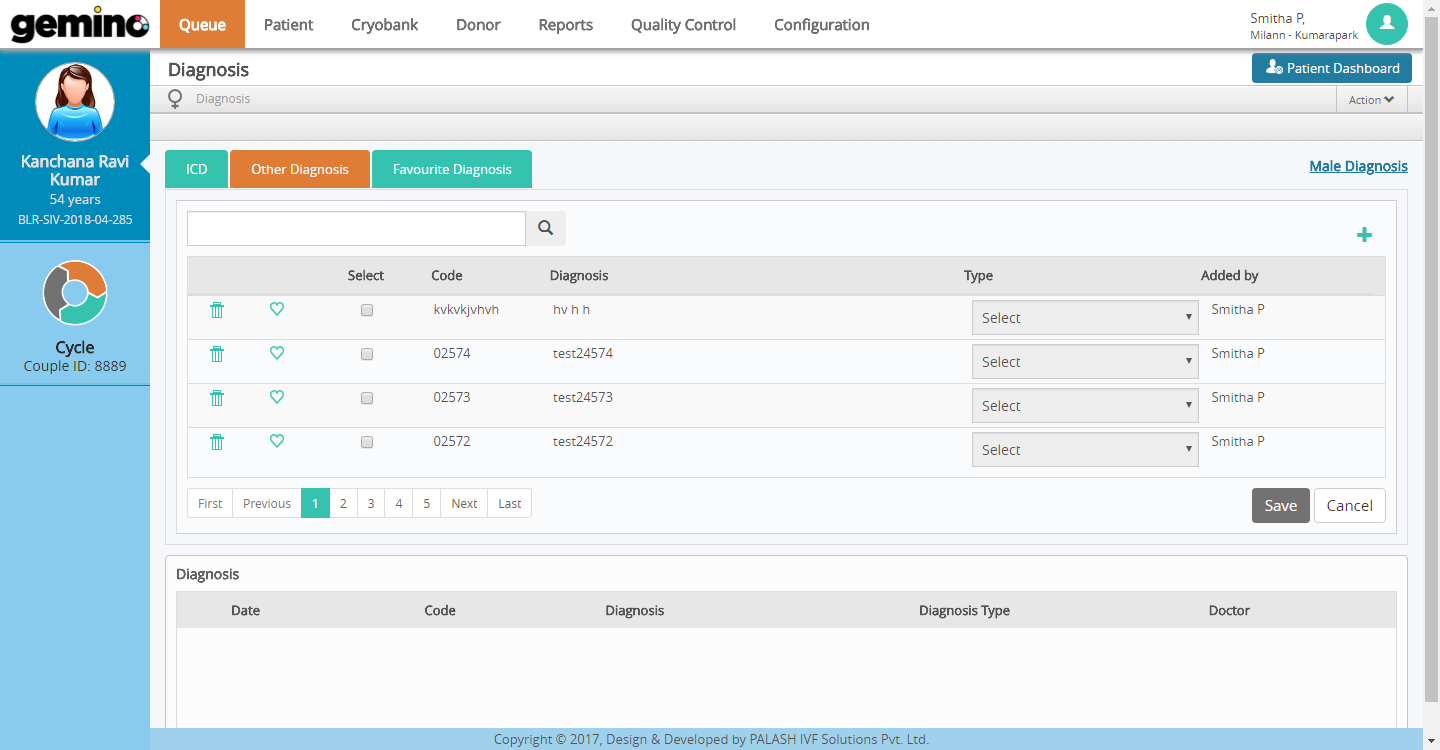 gemino
Queue
Patient
Cryobank
Donor
Reports
Quality Control
Configuration
Smitha P,
Milann - Kumarapark
Kanchana Ravi
Kumar
54 years
BLR-SIV-2018-04-285
Cycle
Couple ID: 8889
Diagnosis
Patient Dashboard
Diagnosis
Action
ICD
Other Diagnosis
Favourite Diagnosis
Male Diagnosis
Select Code Diagnosis Type Added by
kvkvkjvhvh hv h h Select Smitha P
02574 test24574 Select Smitha P
02573 test24573 Select Smitha P
02572 test24572 Select Smitha P
First Previous 1 2 3 4 5 Next Last
Save
Cancel
Diagnosis
Date Code Diagnosis Diagnosis Type Doctor
Copyright © 2017, Design & Developed by PALASH IVF Solutions Pvt. Ltd.